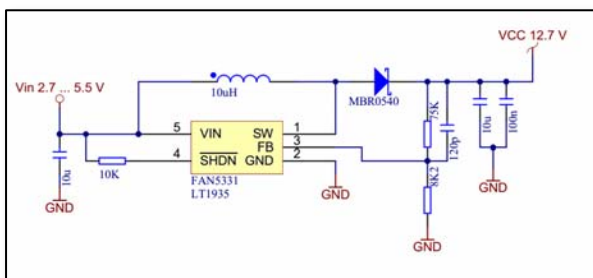 VCC 12.7 V
Vin 2.7 ... 5.5 V
10uH
MBR0540
75K
120p
10u
100n
5 VIN SW 1
FB 3
4 SHDN GND 2
10u
10K
FAN5331
LT1935
8K2
GND
GND
GND
GND